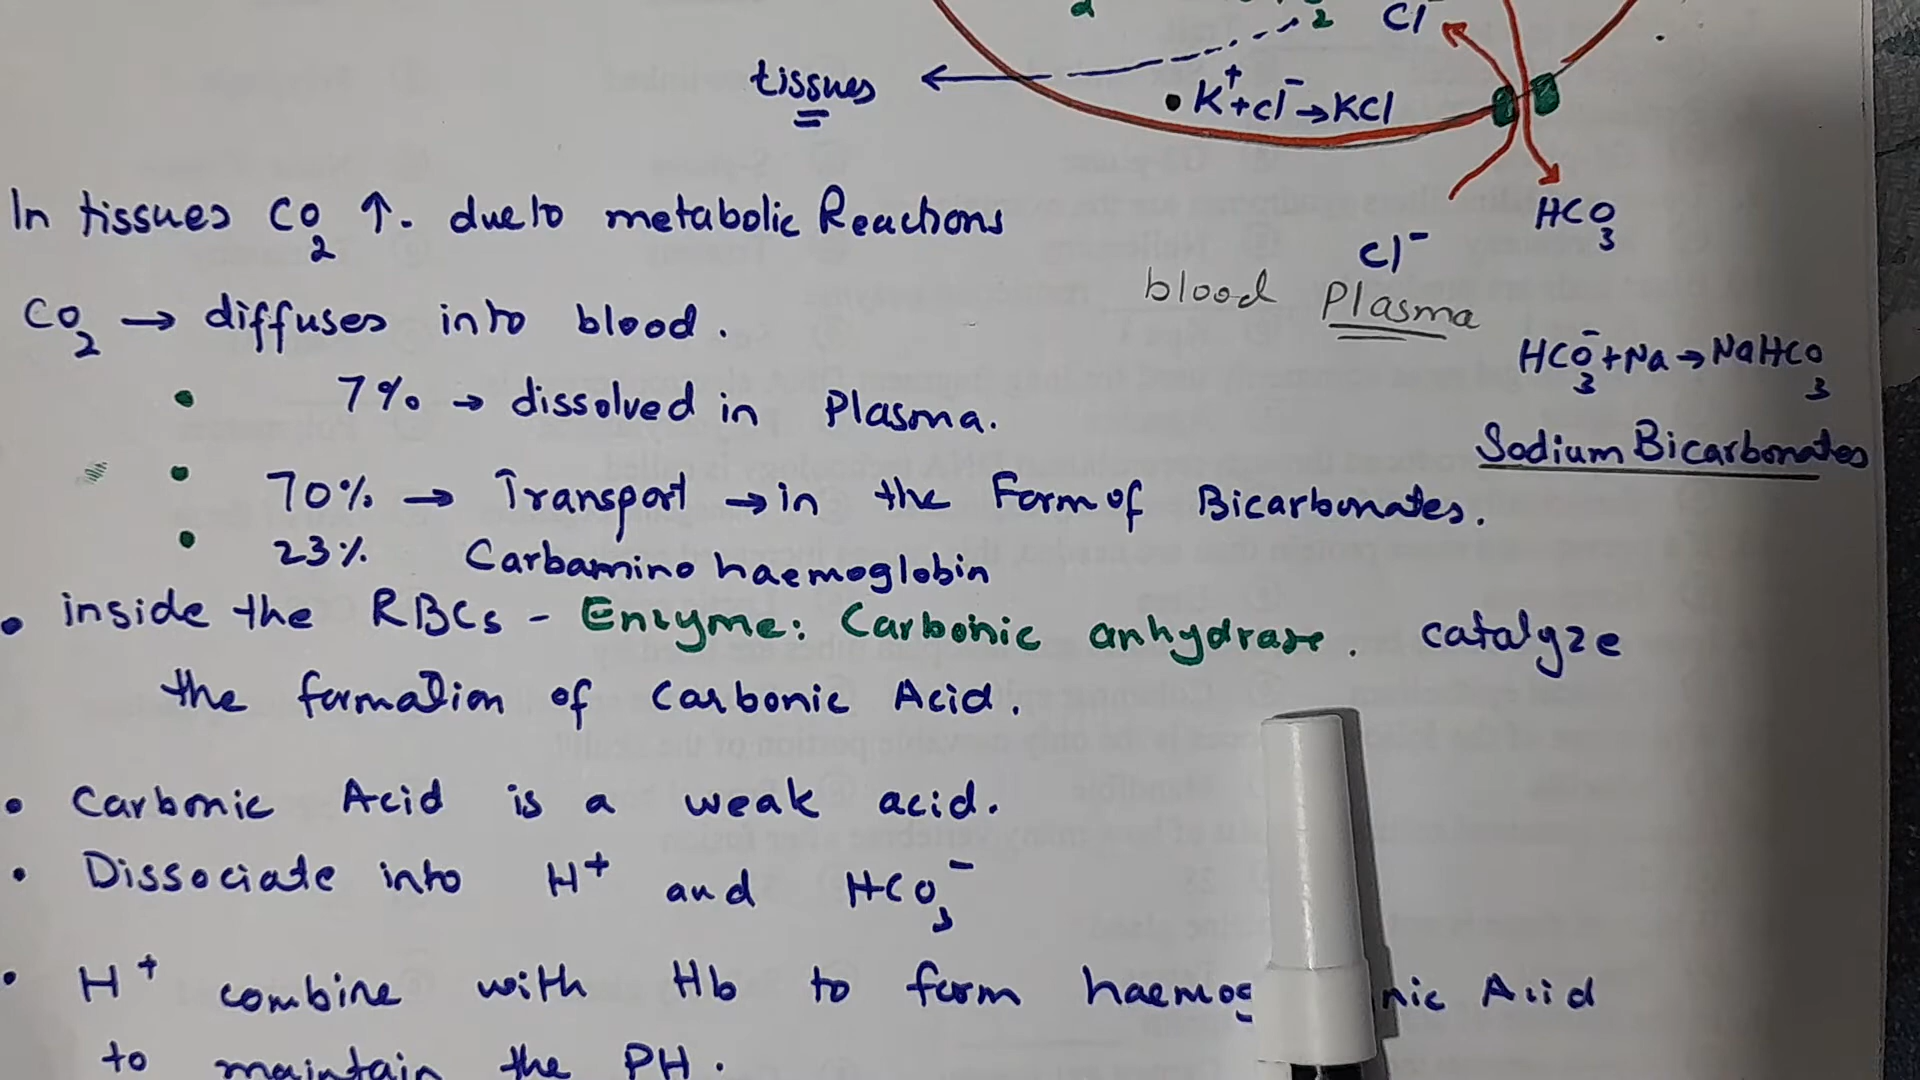 Cl⁻
tissues
K⁺+Cl⁻→KCl
HCO3
In tissues CO2 ↑. due to metabolic Reactions
Cl⁻
blood Plasma
CO2 → diffuses into blood.
HCO3⁻+Na→NaHCO3
• 7% → dissolved in Plasma.
Sodium Bicarbonates
• 70% → Transport → in the Form of Bicarbonates.
• 23% Carbamino haemoglobin
• inside the RBCs - Enzyme: Carbonic anhydrase. catalyze
the formation of Carbonic Acid.
• Carbonic Acid is a weak acid.
• Dissociate into H⁺ and HCO3⁻
• H⁺ combine with Hb to form Acid
to maintain the PH.